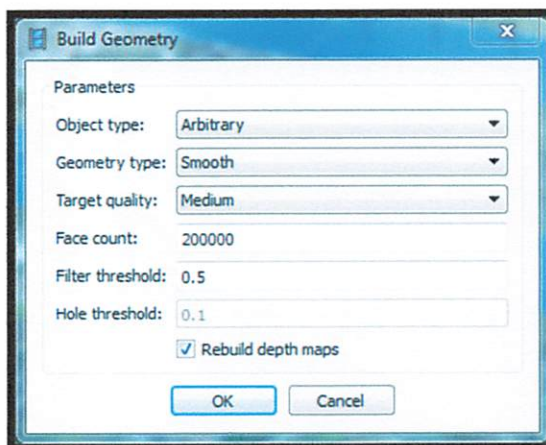 Build Geometry
Parameters
Object type: Arbitrary
Geometry type: Smooth
Target quality: Medium
Face count: 200000
Filter threshold: 0.5
Hole threshold: 0.1
Rebuild depth maps
OK Cancel